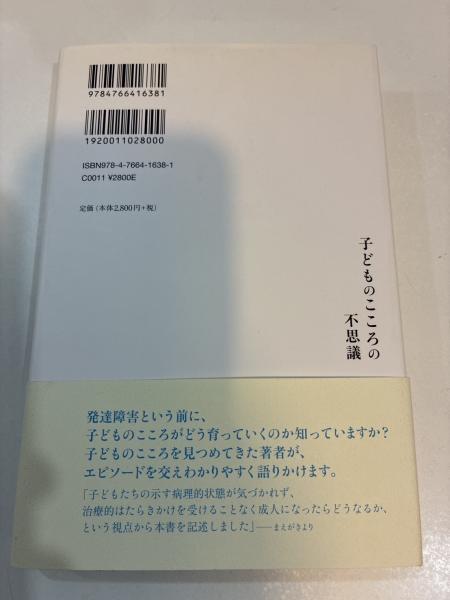 9784766416381
1920011028000
ISBN978-4-7664-1638-1
C0011 ¥2800E
定価（本体2,800円+税）
子どものこころの
不思議
発達障害という前に、
子どものこころがどう育っていくのか知っていますか？
子どものこころを見つめてきた著者が、
エピソードを交えわかりやすく語りかけます。
「子どもたちの示す病理的状態が気づかれず、
治療的はたらきかけを受けることなく成人になったらどうなるか、
という視点から本書を記述しました」──まえがきより